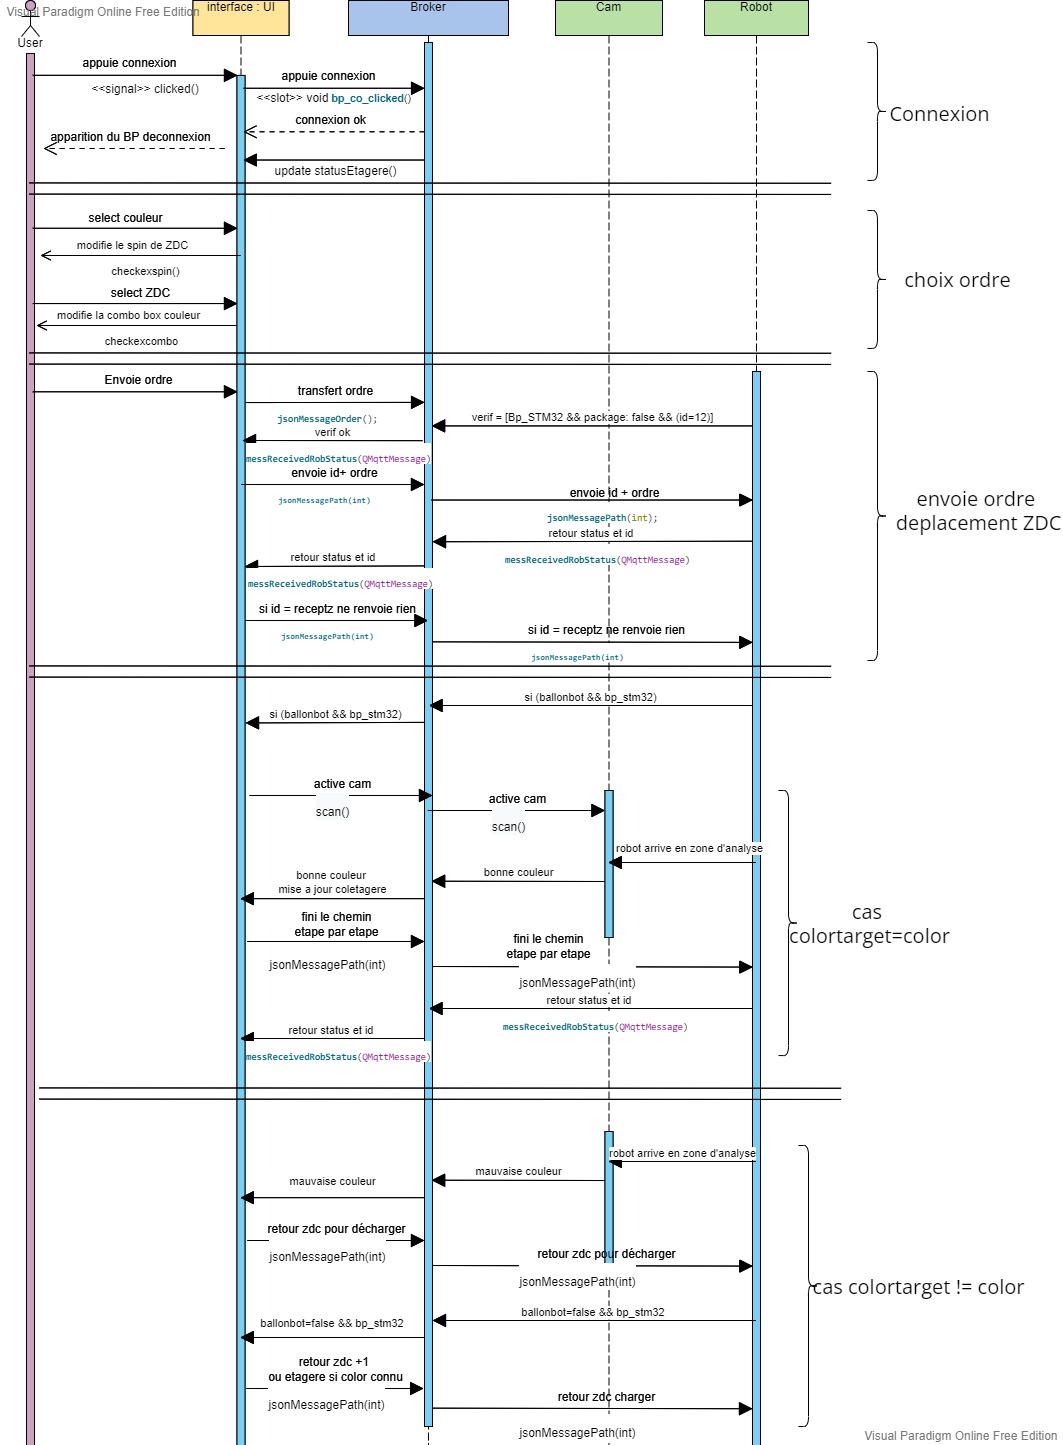 Visual Paradigm Online Free Edition
interface : UI
Broker
Cam
Robot
User
appuie connexion
<<signal>> clicked()
appuie connexion
<<slot>> void bp_co_clicked()
connexion ok
apparition du BP deconnexion
update statusEtagere()
Connexion
select couleur
modifie le spin de ZDC
checkexspin()
select ZDC
modifie la combo box couleur
checkexcombo
choix ordre
Envoie ordre
transfert ordre
jsonMessageOrder();
verif = [Bp_STM32 && package: false && (id=12)]
verif ok
messReceivedRobStatus(QMqttMessage)
envoie id+ ordre
jsonMessagePath(int)
envoie id + ordre
jsonMessagePath(int);
retour status et id
messReceivedRobStatus(QMqttMessage)
retour status et id
messReceivedRobStatus(QMqttMessage)
si id = receptz ne renvoie rien
jsonMessagePath(int)
si id = receptz ne renvoie rien
jsonMessagePath(int)
envoie ordre
deplacement ZDC
si (ballonbot && bp_stm32)
si (ballonbot && bp_stm32)
active cam
scan()
active cam
scan()
robot arrive en zone d'analyse
bonne couleur
bonne couleur
mise a jour coletagere
fini le chemin
etape par etape
jsonMessagePath(int)
fini le chemin
etape par etape
jsonMessagePath(int)
retour status et id
messReceivedRobStatus(QMqttMessage)
retour status et id
messReceivedRobStatus(QMqttMessage)
cas
colortarget=color
robot arrive en zone d'analyse
mauvaise couleur
mauvaise couleur
retour zdc pour décharger
jsonMessagePath(int)
retour zdc pour décharger
jsonMessagePath(int)
cas colortarget != color
ballonbot=false && bp_stm32
ballonbot=false && bp_stm32
retour zdc +1
ou etagere si color connu
jsonMessagePath(int)
retour zdc charger
jsonMessagePath(int)
Visual Paradigm Online Free Edition